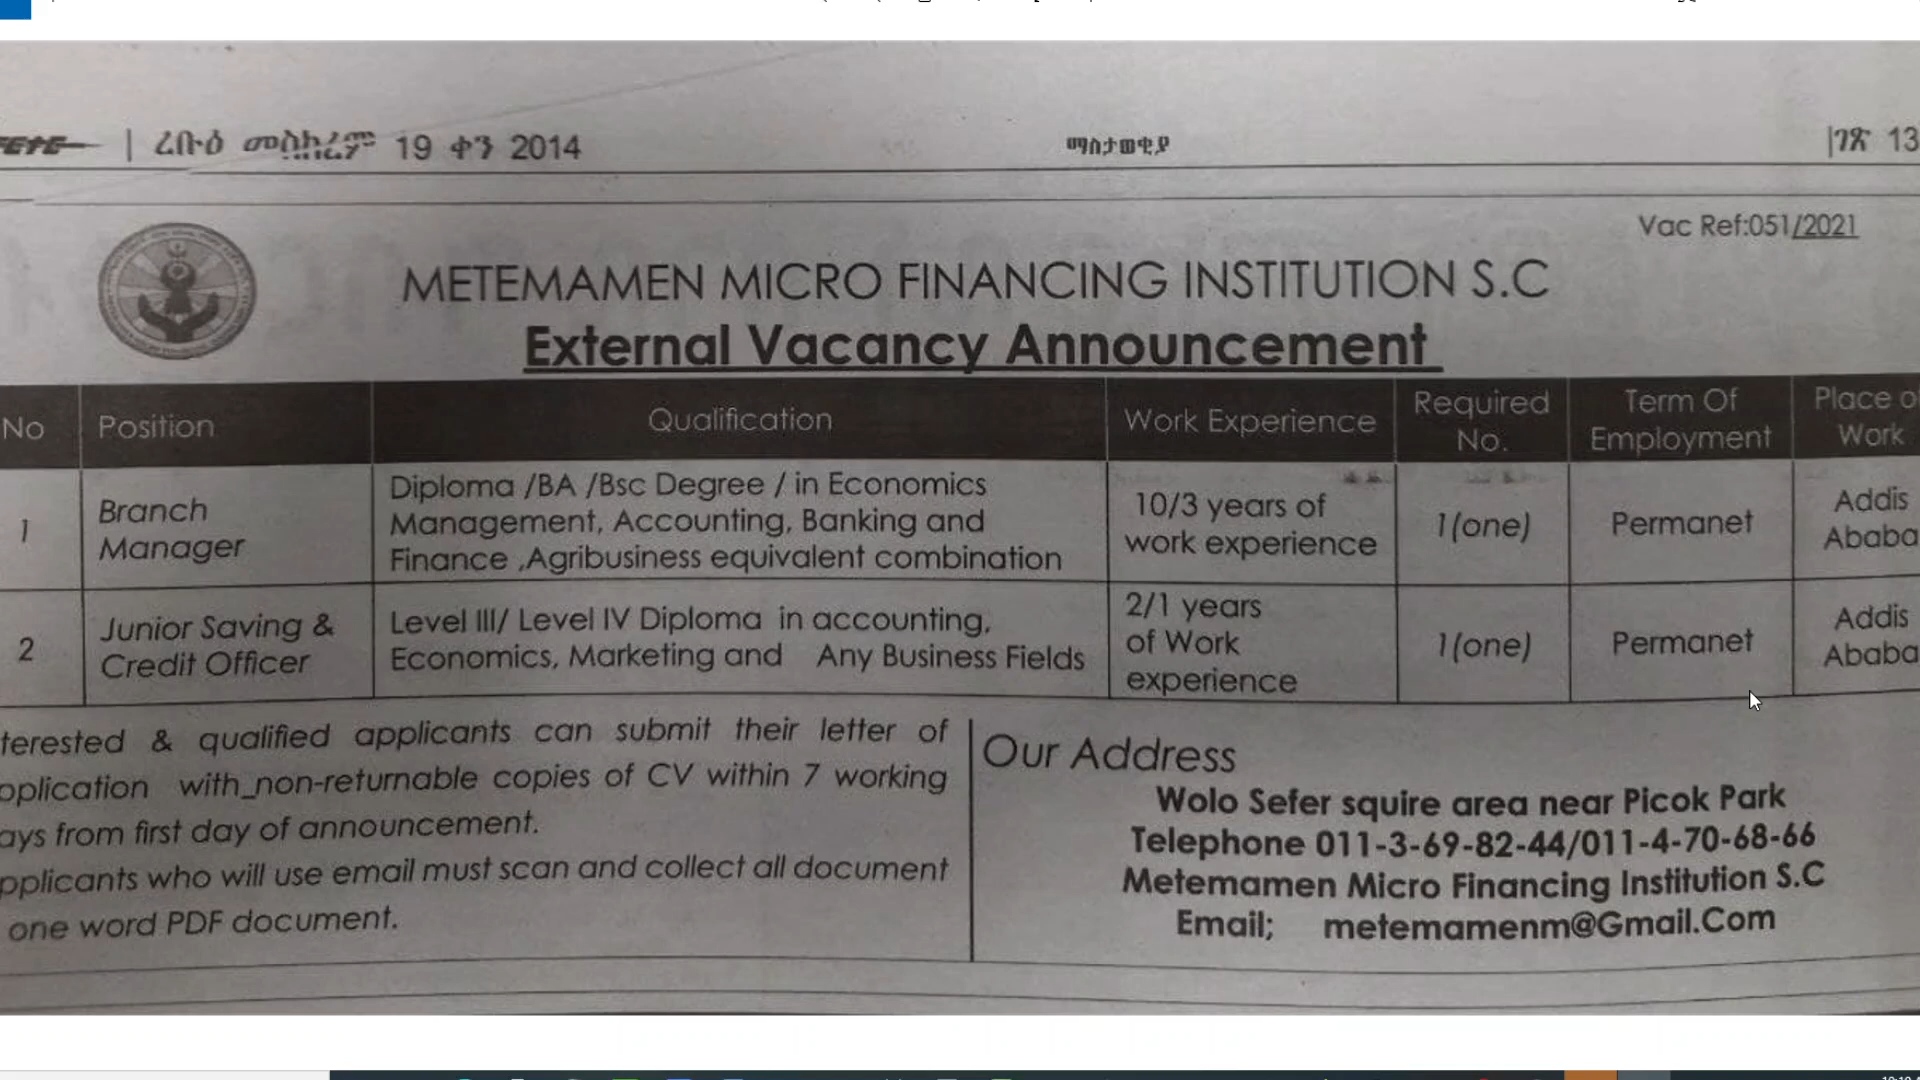 | ረቡዕ መስከረም 19 ቀን 2014
ማስታወቂያ
|ገጽ 13
Vac Ref:051/2021
METEMAMEN MICRO FINANCING INSTITUTION S.C
External Vacancy Announcement
No Position Qualification Work Experience Required No. Term Of Employment Place o Work
1 Branch Manager
Diploma /BA /Bsc Degree / in Economics
Management, Accounting, Banking and
Finance ,Agribusiness equivalent combination
10/3 years of
work experience
1(one)
Permanet
Addis
Ababa
2 Junior Saving &
Credit Officer
Level III/ Level IV Diploma in accounting,
Economics, Marketing and Any Business Fields
2/1 years
of Work
experience
1(one)
Permanet
Addis
Ababa
terested & qualified applicants can submit their letter of
pplication with_non-returnable copies of CV within 7 working
ays from first day of announcement.
pplicants who will use email must scan and collect all document
one word PDF document.
Our Address
Wolo Sefer squire area near Picok Park
Telephone 011-3-69-82-44/011-4-70-68-66
Metemamen Micro Financing Institution S.C
Email; metemamenm@Gmail.Com